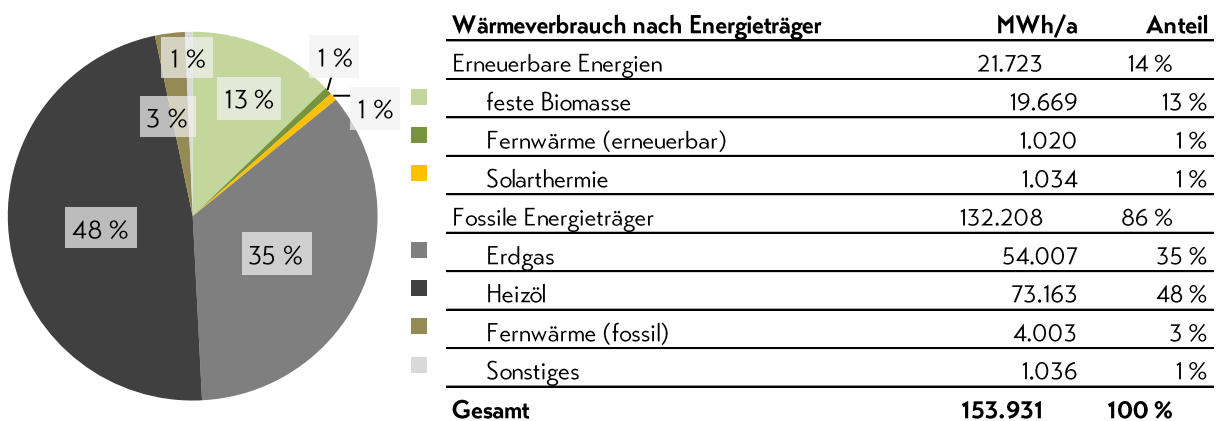 1 %
1 %
13 %
1 %
3 %
48 %
35 %
Wärmeverbrauch nach Energieträger MWh/a Anteil
Erneuerbare Energien 21.723 14 %
feste Biomasse 19.669 13 %
Fernwärme (erneuerbar) 1.020 1 %
Solarthermie 1.034 1 %
Fossile Energieträger 132.208 86 %
Erdgas 54.007 35 %
Heizöl 73.163 48 %
Fernwärme (fossil) 4.003 3 %
Sonstiges 1.036 1 %
Gesamt 153.931 100 %